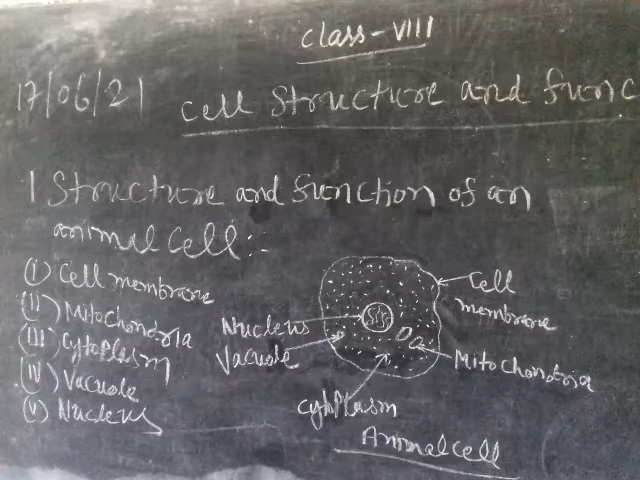 Class-VIII
17/06/21 Cell Structure and Func
1 Structure and function of an
animal Cell:-
(I) Cell membrane
(II) Mitochondria
(III) Cytoplasm
(IV) Vacuole
(V) Nucleus
Cell
membrane
Nucleus
Vacuole
Mitochondria
cytoplasm
Animal cell